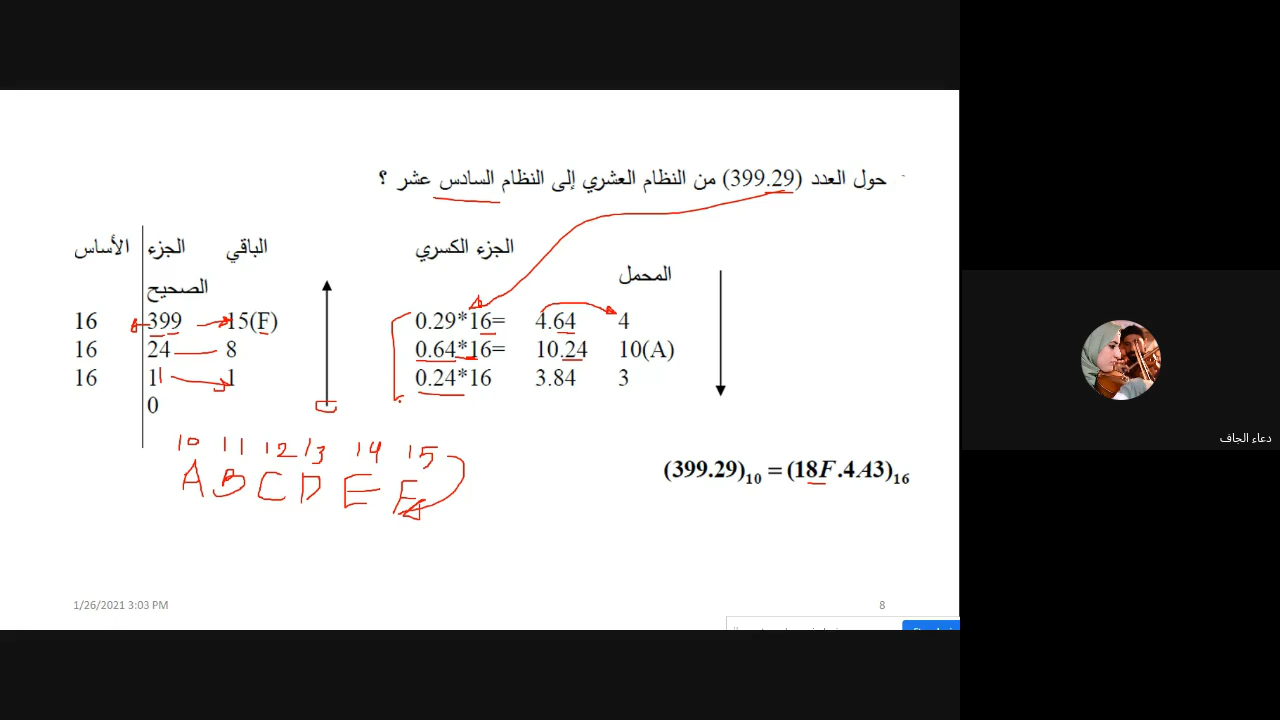 حول العدد (399.29) من النظام العشري إلى النظام السادس عشر ؟
الأساس الجزء الصحيح الباقي
16 399 15(F)
16 24 8
16 1 1
0
الجزء الكسري المحمل
0.29*16= 4.64 4
0.64*16= 10.24 10(A)
0.24*16 3.84 3
10 11 12 13 14 15
A B C D E F
(399.29)10 = (18F.4A3)16
1/26/2021 3:03 PM
8
دعاء الجاف